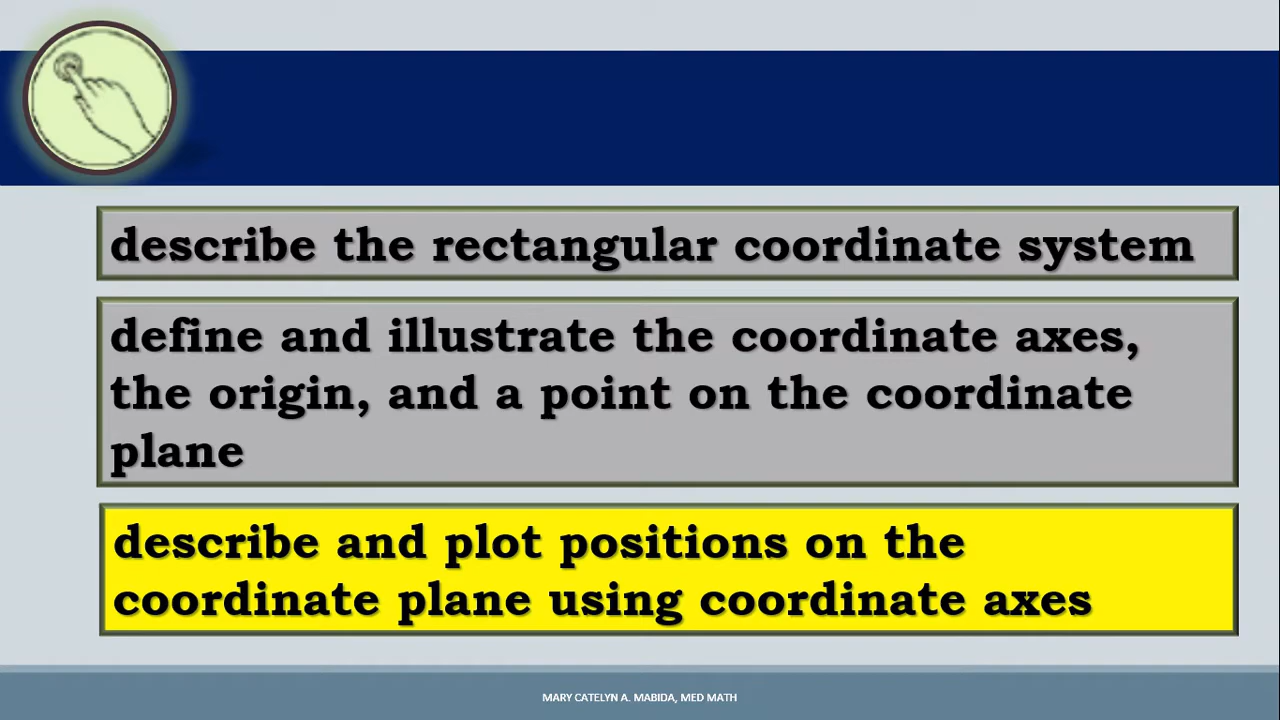 describe the rectangular coordinate system
define and illustrate the coordinate axes,
the origin, and a point on the coordinate
plane
describe and plot positions on the
coordinate plane using coordinate axes
MARY CATELYN A. MABIDA, MED MATH